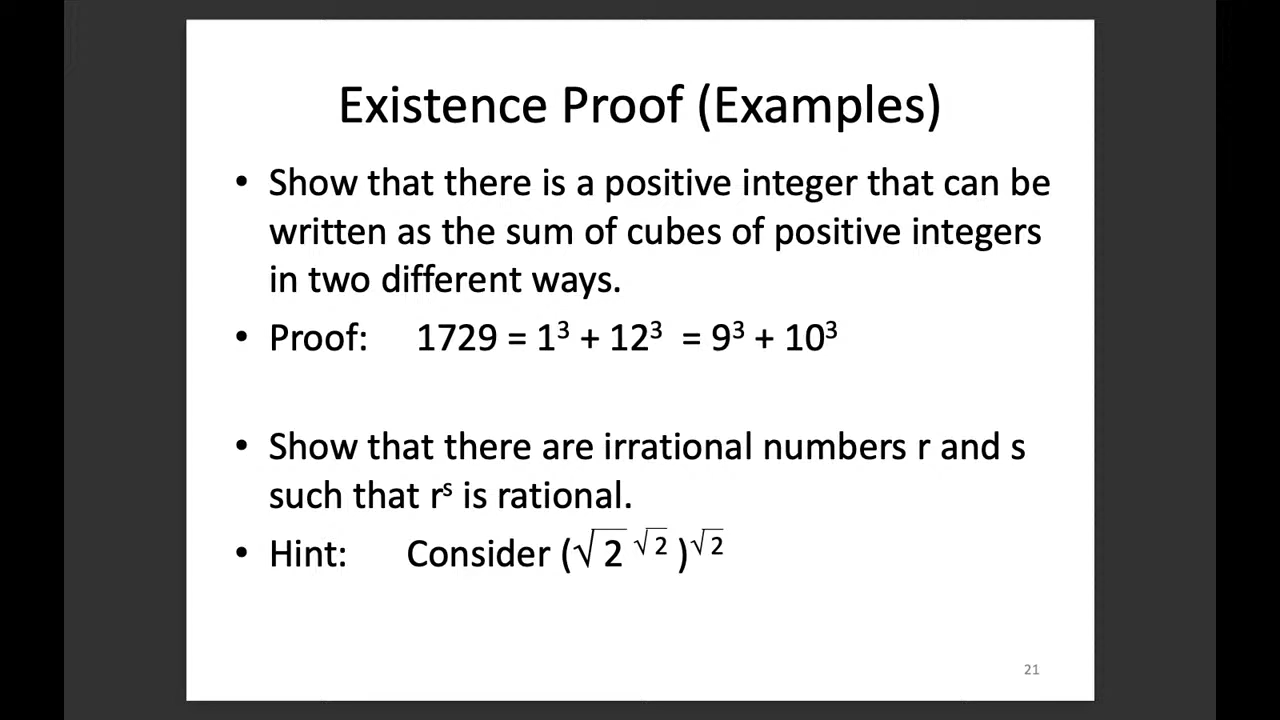 Existence Proof (Examples)
• Show that there is a positive integer that can be
written as the sum of cubes of positive integers
in two different ways.
• Proof: 1729 = 1³ + 12³ = 9³ + 10³
• Show that there are irrational numbers r and s
such that rˢ is rational.
• Hint: Consider (√2 ^√2)^√2
21